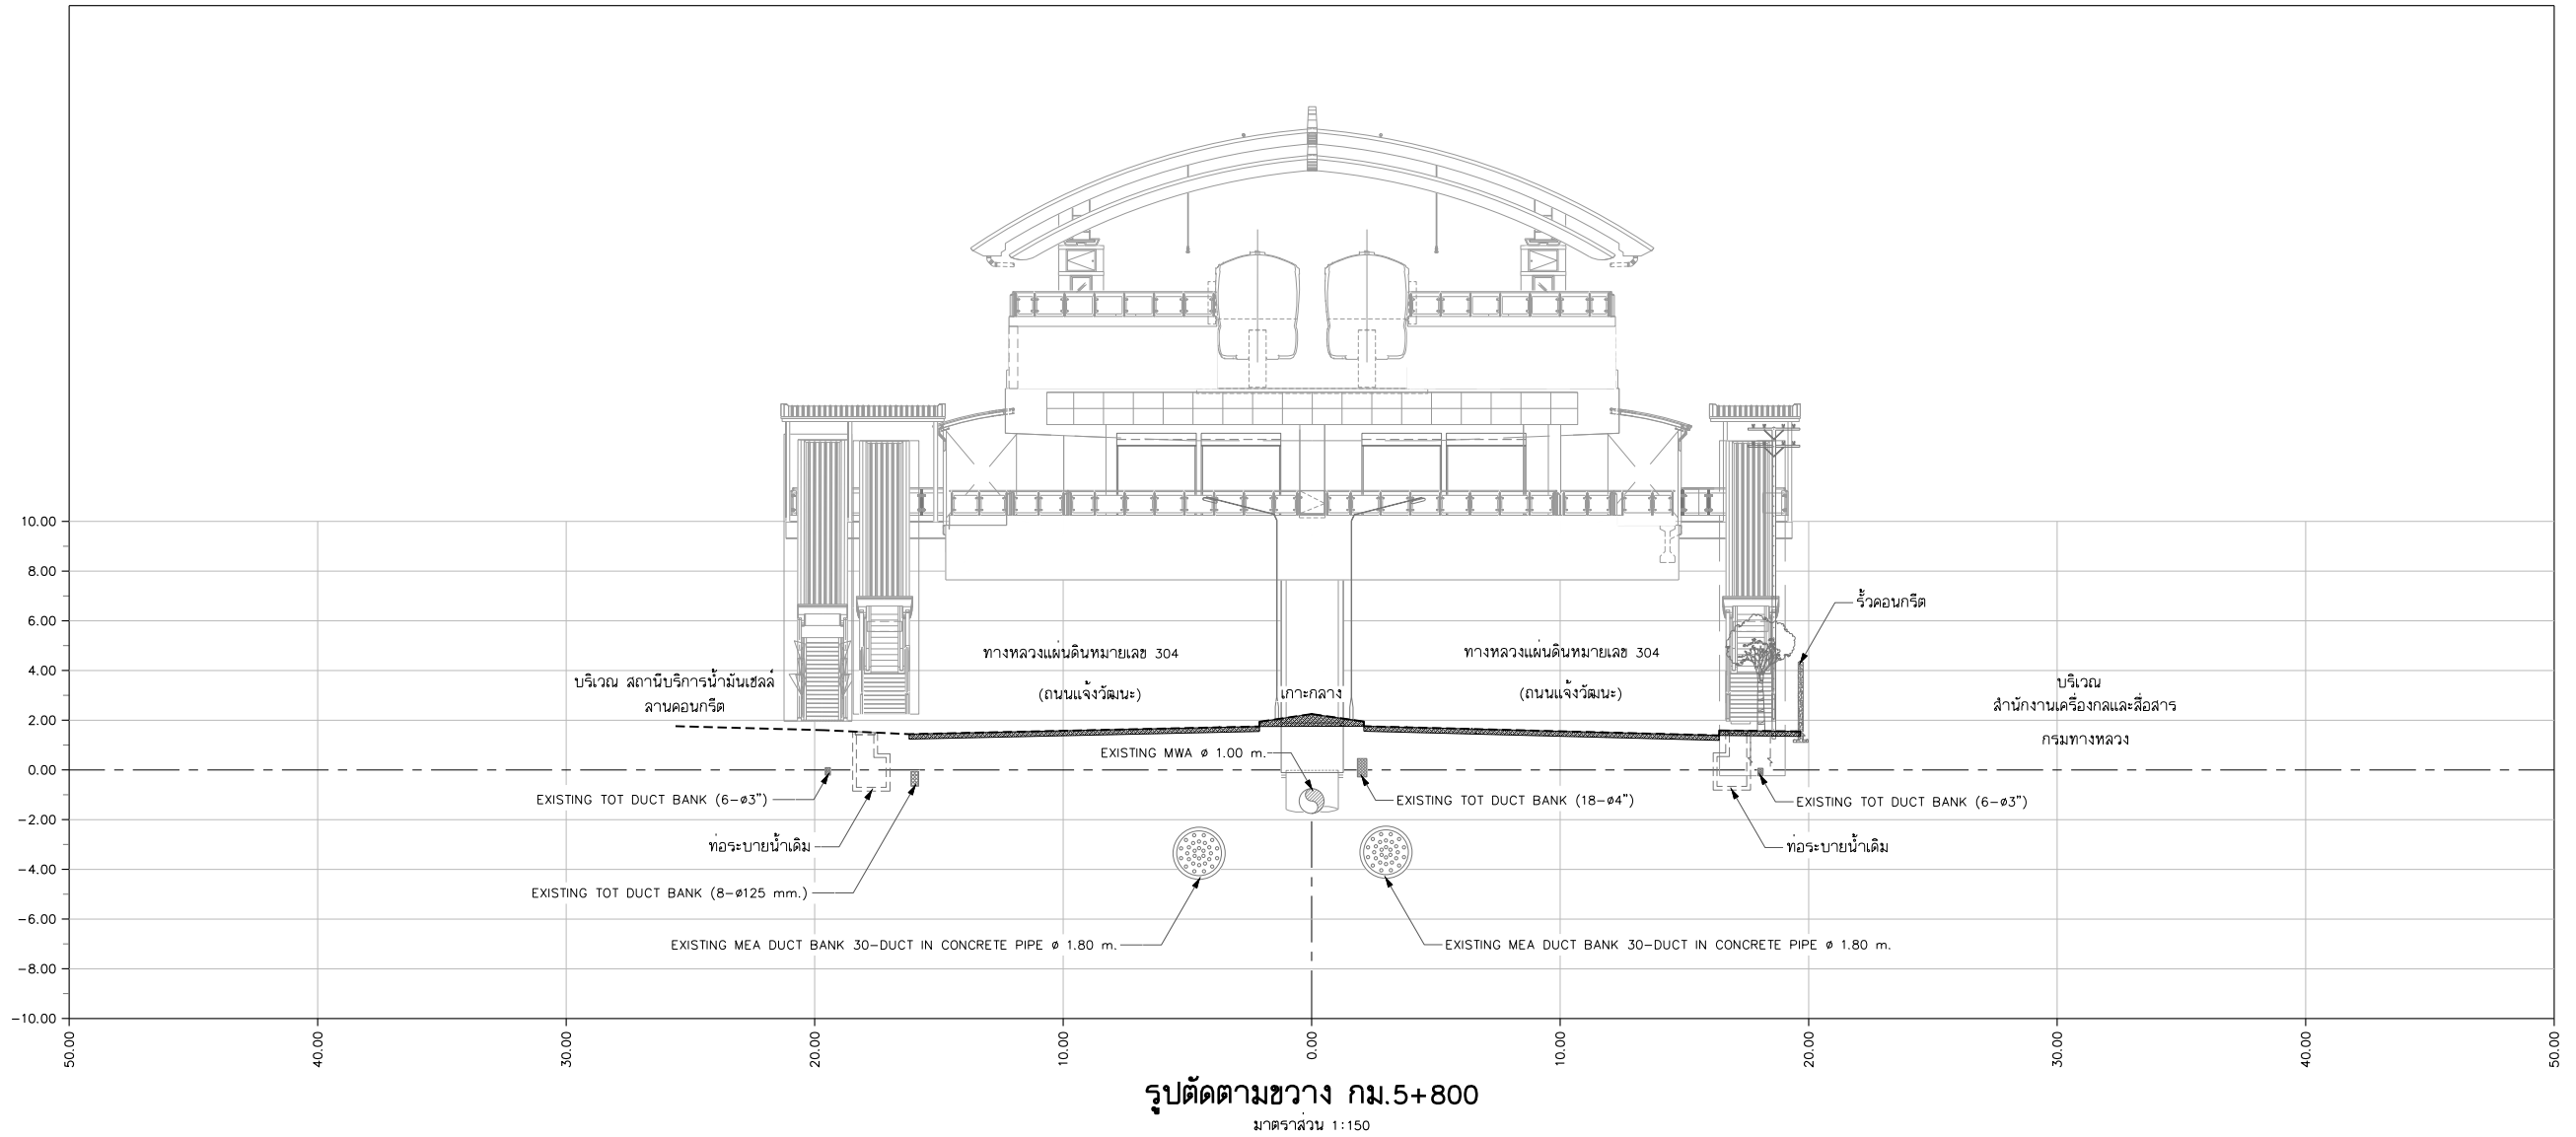 10.00
8.00
6.00
4.00
2.00
0.00
-2.00
-4.00
-6.00
-8.00
-10.00
รั้วคอนกรีต
ทางหลวงแผ่นดินหมายเลข 304
(ถนนแจ้งวัฒนะ)
ทางหลวงแผ่นดินหมายเลข 304
(ถนนแจ้งวัฒนะ)
บริเวณ สถานีบริการน้ำมันเชลล์
ลานคอนกรีต
เกาะกลาง
บริเวณ
สำนักงานเครื่องกลและสื่อสาร
กรมทางหลวง
EXISTING MWA ø 1.00 m.
EXISTING TOT DUCT BANK (6-ø3")
EXISTING TOT DUCT BANK (18-ø4")
EXISTING TOT DUCT BANK (6-ø3")
ท่อระบายน้ำเดิม
ท่อระบายน้ำเดิม
EXISTING TOT DUCT BANK (8-ø125 mm.)
EXISTING MEA DUCT BANK 30-DUCT IN CONCRETE PIPE ø 1.80 m.
EXISTING MEA DUCT BANK 30-DUCT IN CONCRETE PIPE ø 1.80 m.
50.00
40.00
30.00
20.00
10.00
0.00
10.00
20.00
30.00
40.00
50.00
รูปตัดตามขวาง กม.5+800
มาตราส่วน 1:150